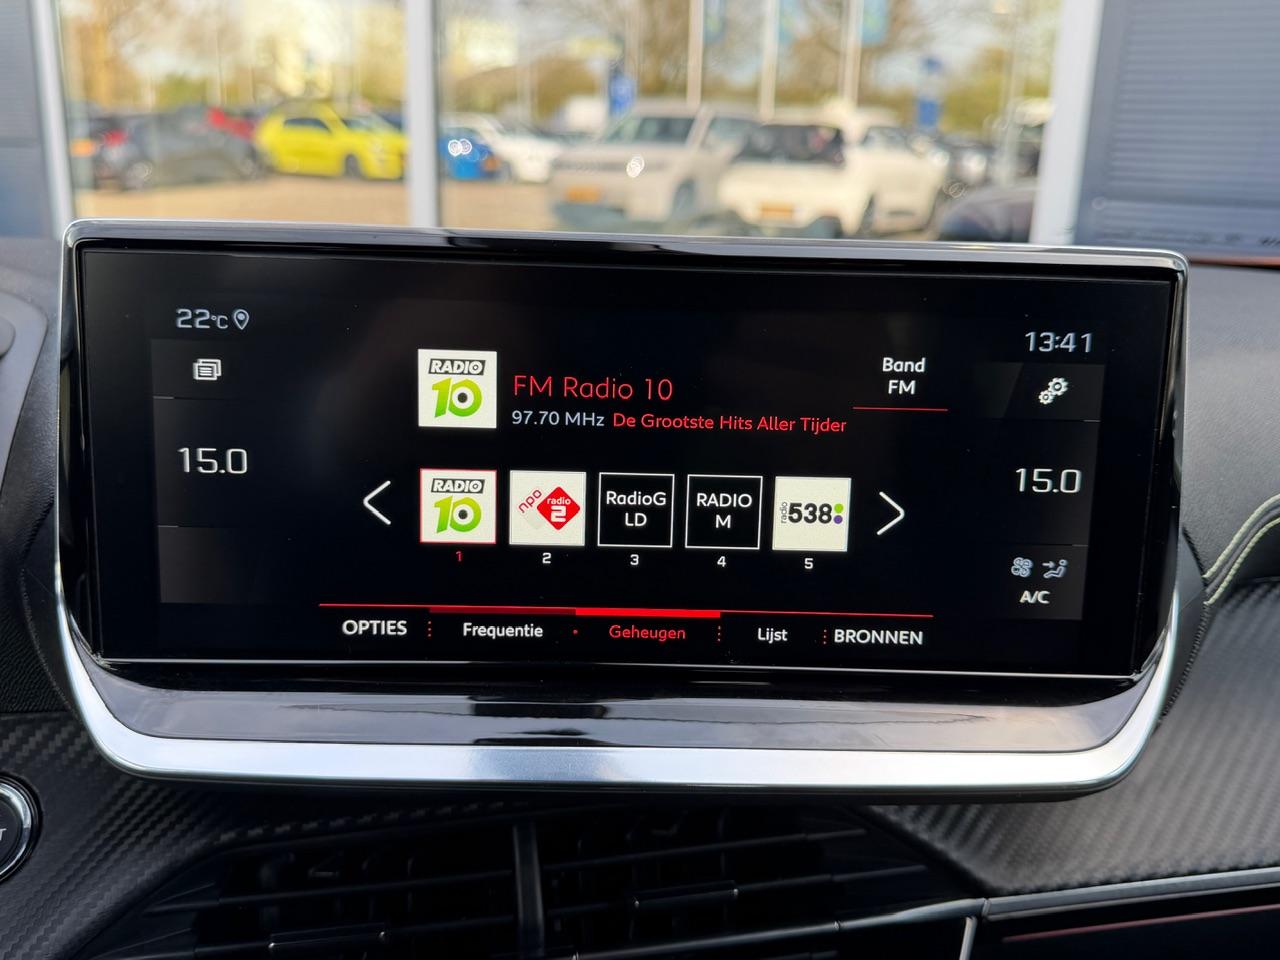 22°C
13:41
RADIO
10
FM Radio 10
97.70 MHz De Grootste Hits Aller Tijder
Band
FM
15.0
15.0
RADIO
10
npo radio 2
RadioG
LD
RADIO
M
radio 538
1
2
3
4
5
A/C
OPTIES
Frequentie
Geheugen
Lijst
BRONNEN